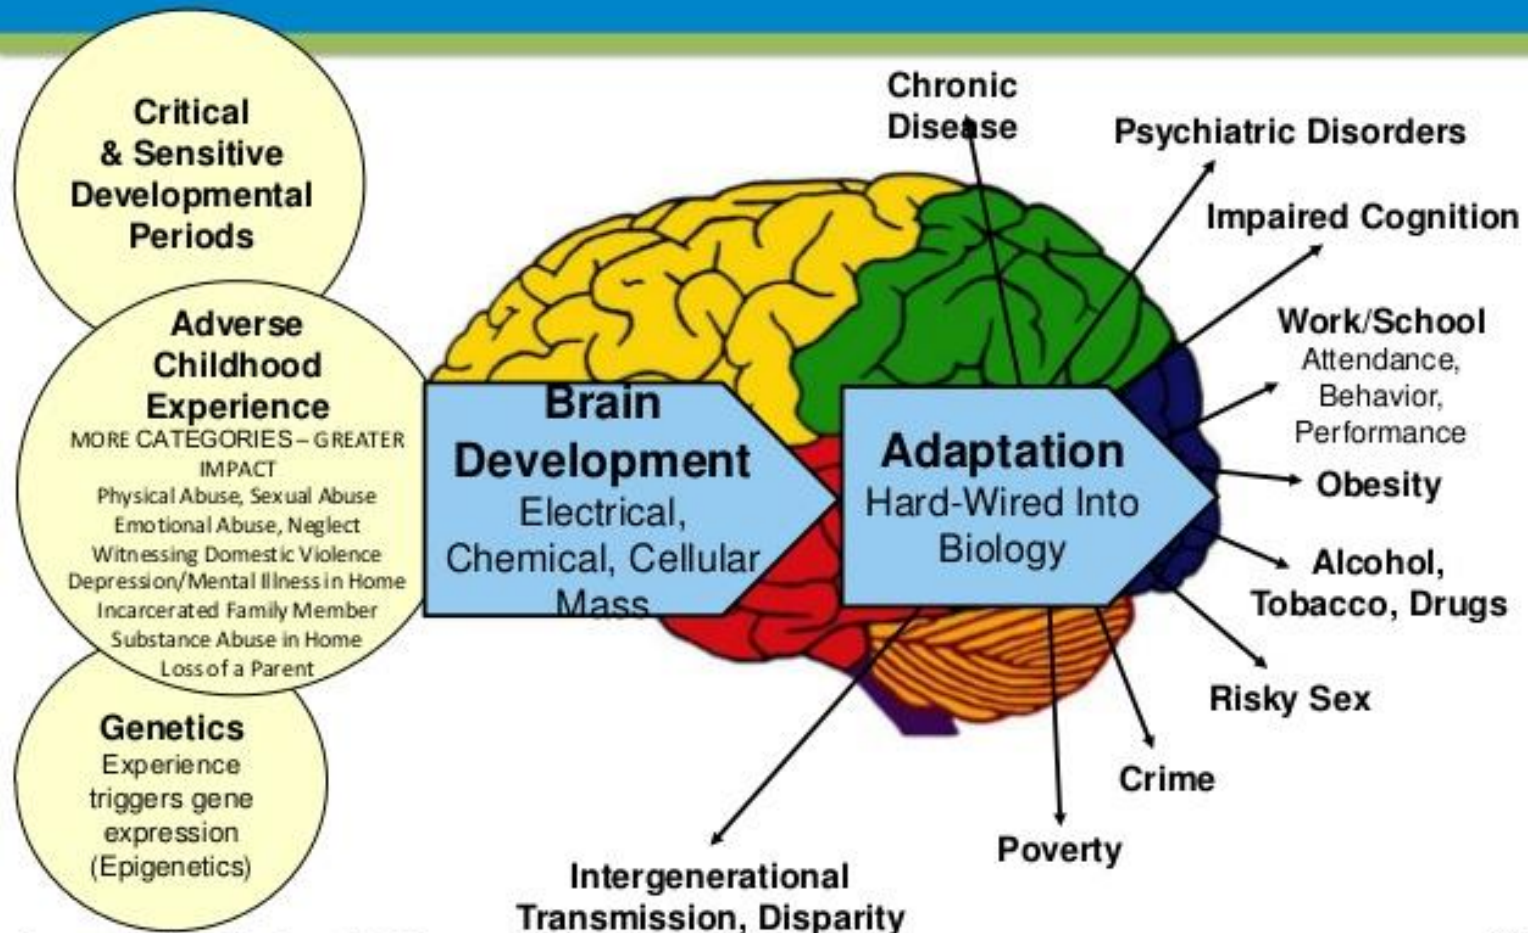 Critical
& Sensitive
Developmental
Periods
Adverse
Childhood
Experience
MORE CATEGORIES – GREATER
IMPACT
Physical Abuse, Sexual Abuse
Emotional Abuse, Neglect
Witnessing Domestic Violence
Depression/Mental Illness in Home
Incarcerated Family Member
Substance Abuse in Home
Loss of a Parent
Genetics
Experience
triggers gene
expression
(Epigenetics)
Brain
Development
Electrical,
Chemical, Cellular
Mass
Adaptation
Hard-Wired Into
Biology
Chronic
Disease
Psychiatric Disorders
Impaired Cognition
Work/School
Attendance,
Behavior,
Performance
Obesity
Alcohol,
Tobacco, Drugs
Risky Sex
Crime
Poverty
Intergenerational
Transmission, Disparity